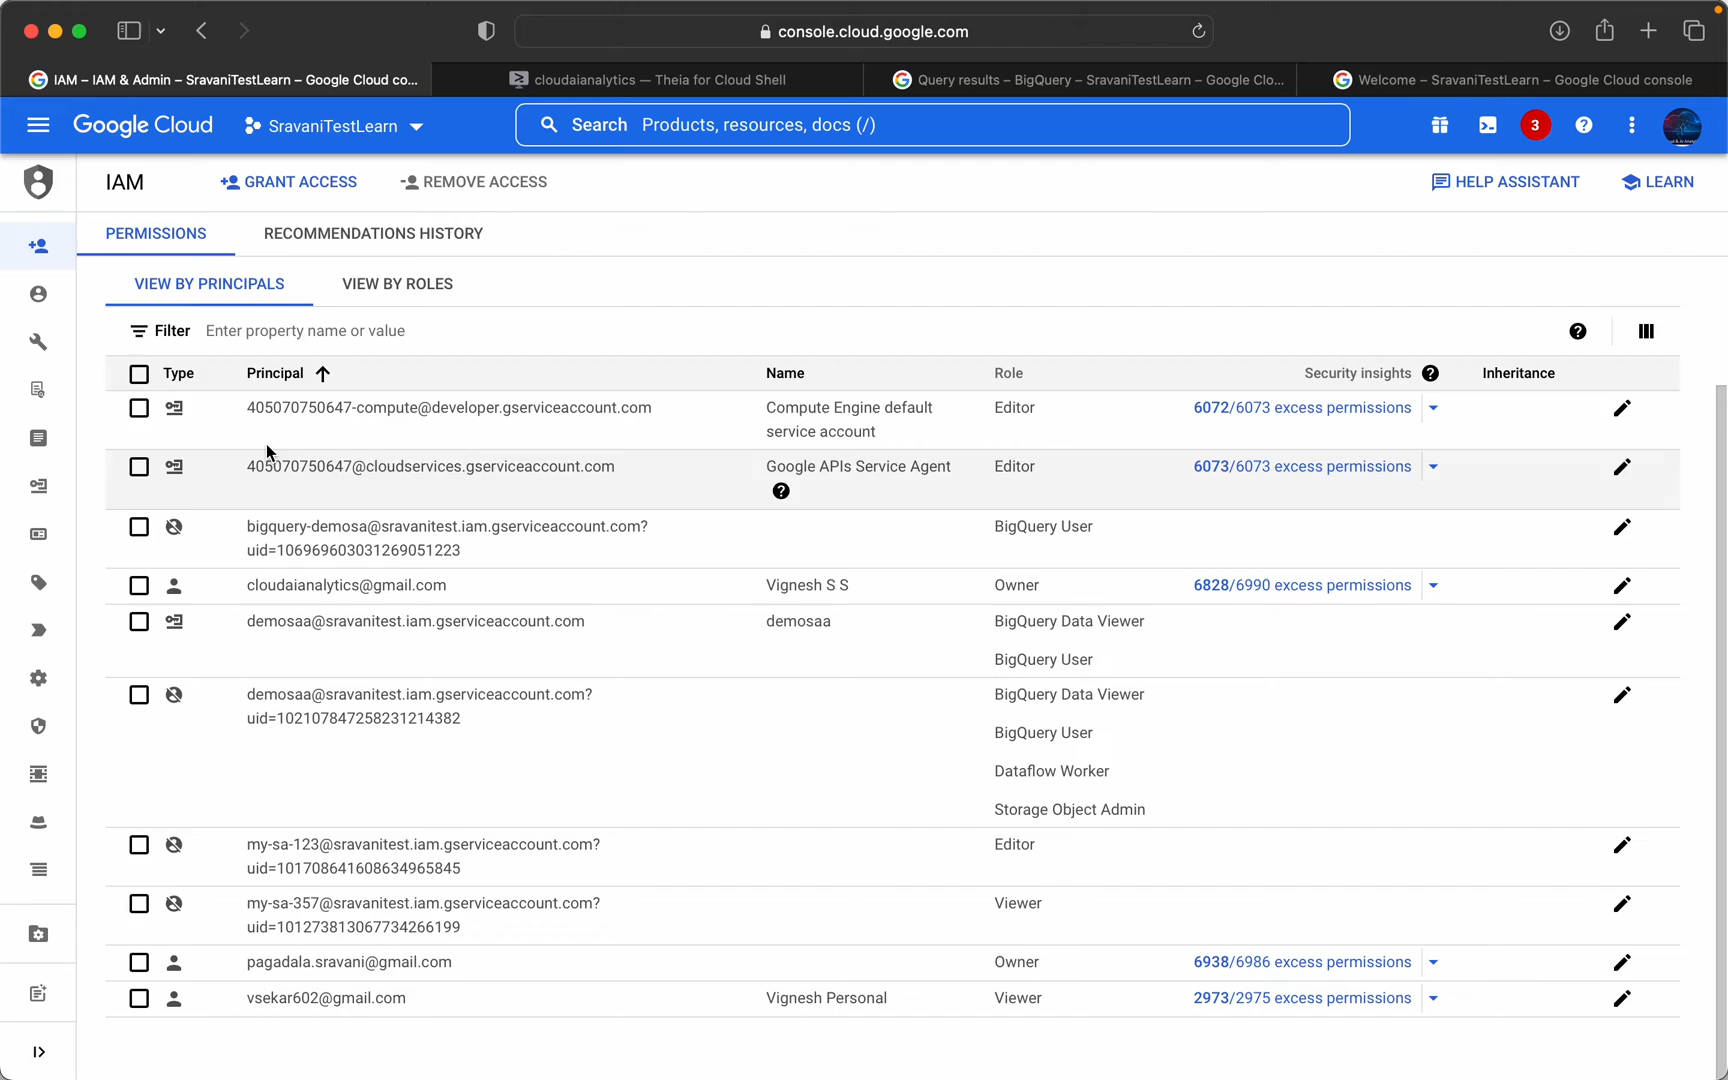 console.cloud.google.com
IAM – IAM & Admin – SravaniTestLearn – Google Cloud co...
cloudaianalytics — Theia for Cloud Shell
Query results – BigQuery – SravaniTestLearn – Google Clo...
Welcome – SravaniTestLearn – Google Cloud console
Google Cloud
SravaniTestLearn
Search Products, resources, docs (/)
3
IAM
GRANT ACCESS
REMOVE ACCESS
HELP ASSISTANT
LEARN
PERMISSIONS
RECOMMENDATIONS HISTORY
VIEW BY PRINCIPALS
VIEW BY ROLES
Filter Enter property name or value
Type Principal Name Role Security insights Inheritance
405070750647-compute@developer.gserviceaccount.com Compute Engine default Editor 6072/6073 excess permissions
service account
405070750647@cloudservices.gserviceaccount.com Google APIs Service Agent Editor 6073/6073 excess permissions
bigquery-demosa@sravanitest.iam.gserviceaccount.com? BigQuery User
uid=106969603031269051223
cloudaianalytics@gmail.com Vignesh S S Owner 6828/6990 excess permissions
demosaa@sravanitest.iam.gserviceaccount.com demosaa BigQuery Data Viewer
BigQuery User
demosaa@sravanitest.iam.gserviceaccount.com? BigQuery Data Viewer
uid=102107847258231214382
BigQuery User
Dataflow Worker
Storage Object Admin
my-sa-123@sravanitest.iam.gserviceaccount.com? Editor
uid=101708641608634965845
my-sa-357@sravanitest.iam.gserviceaccount.com? Viewer
uid=101273813067734266199
pagadala.sravani@gmail.com Owner 6938/6986 excess permissions
vsekar602@gmail.com Vignesh Personal Viewer 2973/2975 excess permissions